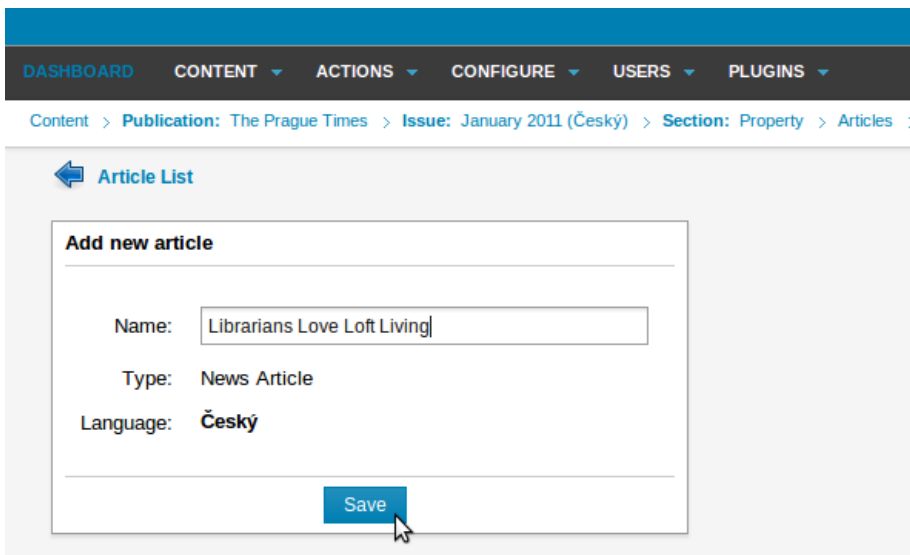 DASHBOARD CONTENT ACTIONS CONFIGURE USERS PLUGINS
Content > Publication: The Prague Times > Issue: January 2011 (Český) > Section: Property > Articles
Article List
Add new article
Name: Librarians Love Loft Living
Type: News Article
Language: Český
Save